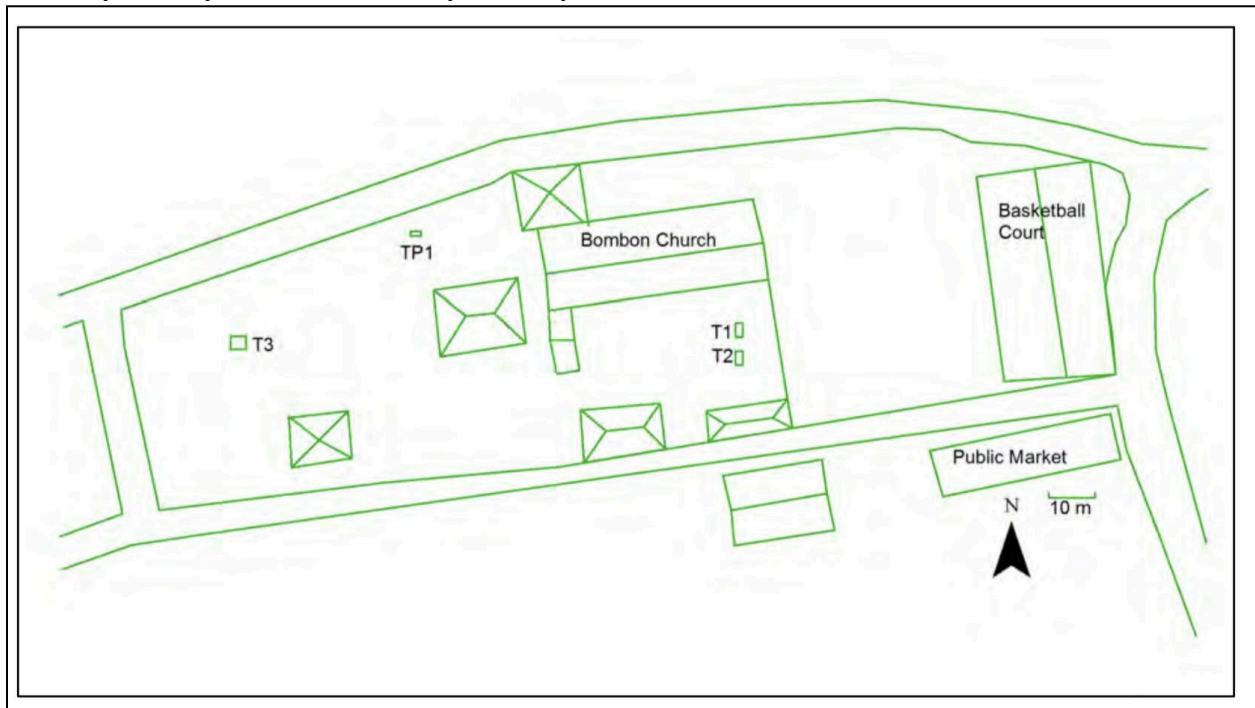 Basketball
Court
Bombon Church
TP1
T3
T1
T2
Public Market
N
10 m